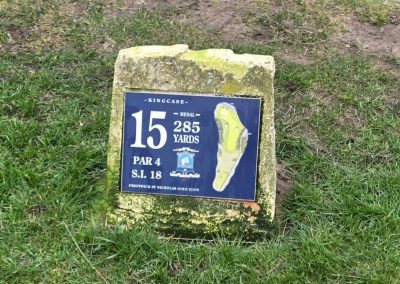 - KINGCASE -
15
- MEDAL -
285
YARDS
PAR 4
S.I. 18
PRESTWICK ST NICHOLAS GOLF CLUB